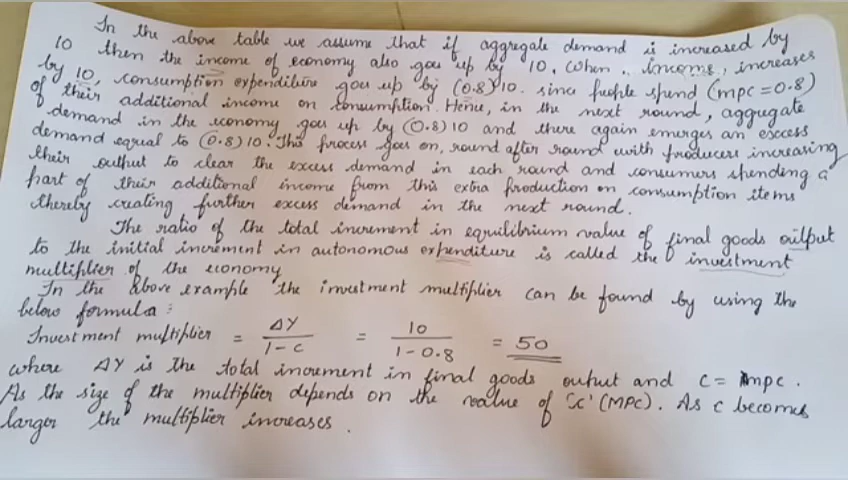 In the above table we assume that if aggregate demand is increased by
10 then the income of economy also goes up by 10. When, income, increases
by 10, consumption expenditure goes up by (0.8)10. since people spend (mpc=0.8)
of their additional income on consumption. Hence, in the next round, aggregate
demand in the economy goes up by (0.8)10 and there again emerges an excess
demand equal to (0.8)10. This process goes on, round after round with producers increasing
their output to clear the excess demand in each round and consumers spending a
part of their additional income from this extra production on consumption items
thereby creating further excess demand in the next round.
The ratio of the total increment in equilibrium value of final goods output
to the initial increment in autonomous expenditure is called the investment
multiplier of the economy
In the above example the investment multiplier can be found by using the
below formula:
Investment multiplier = ΔY / 1-c = 10 / 1-0.8 = 50
where ΔY is the total increment in final goods output and c = mpc.
As the size of the multiplier depends on the value of 'c' (MPC). As c becomes
larger the multiplier increases.